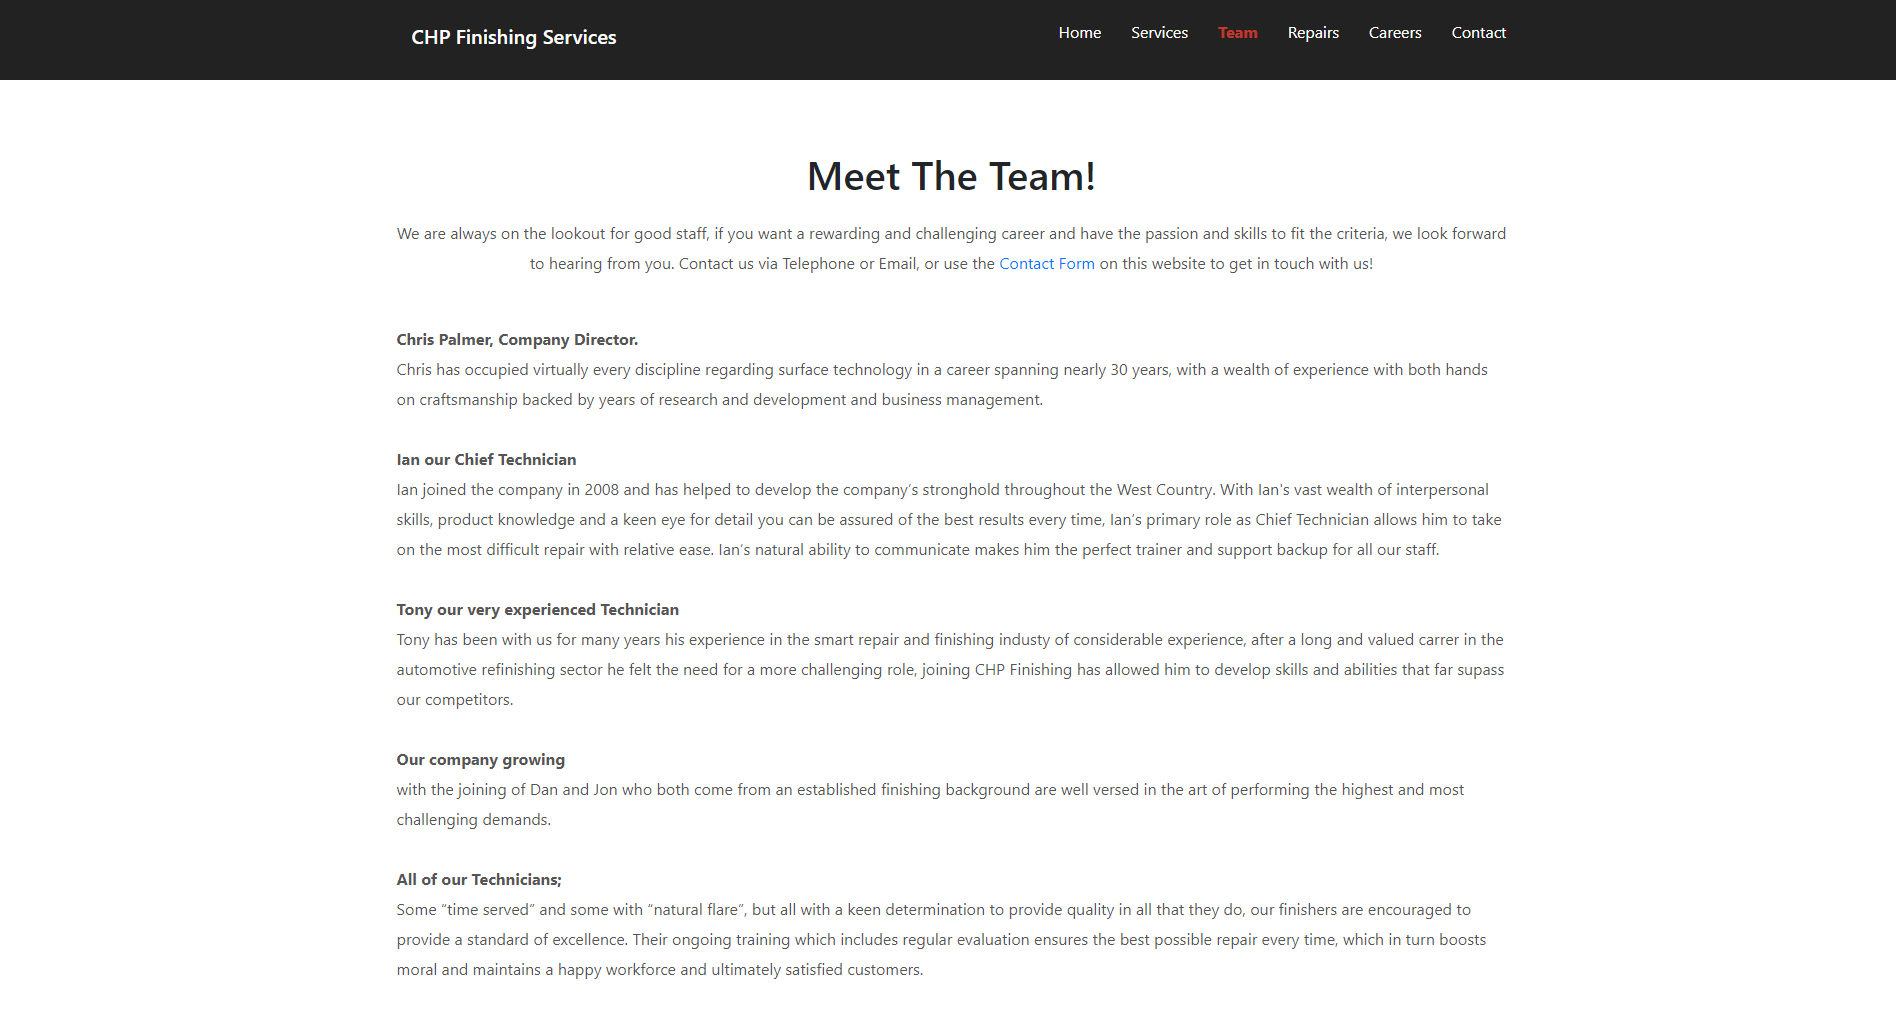 CHP Finishing Services
Home Services Team Repairs Careers Contact
Meet The Team!
We are always on the lookout for good staff, if you want a rewarding and challenging career and have the passion and skills to fit the criteria, we look forward
to hearing from you. Contact us via Telephone or Email, or use the Contact Form on this website to get in touch with us!
Chris Palmer, Company Director.
Chris has occupied virtually every discipline regarding surface technology in a career spanning nearly 30 years, with a wealth of experience with both hands
on craftsmanship backed by years of research and development and business management.
Ian our Chief Technician
Ian joined the company in 2008 and has helped to develop the company’s stronghold throughout the West Country. With Ian's vast wealth of interpersonal
skills, product knowledge and a keen eye for detail you can be assured of the best results every time, Ian’s primary role as Chief Technician allows him to take
on the most difficult repair with relative ease. Ian’s natural ability to communicate makes him the perfect trainer and support backup for all our staff.
Tony our very experienced Technician
Tony has been with us for many years his experience in the smart repair and finishing industy of considerable experience, after a long and valued carrer in the
automotive refinishing sector he felt the need for a more challenging role, joining CHP Finishing has allowed him to develop skills and abilities that far supass
our competitors.
Our company growing
with the joining of Dan and Jon who both come from an established finishing background are well versed in the art of performing the highest and most
challenging demands.
All of our Technicians;
Some “time served” and some with “natural flare”, but all with a keen determination to provide quality in all that they do, our finishers are encouraged to
provide a standard of excellence. Their ongoing training which includes regular evaluation ensures the best possible repair every time, which in turn boosts
moral and maintains a happy workforce and ultimately satisfied customers.